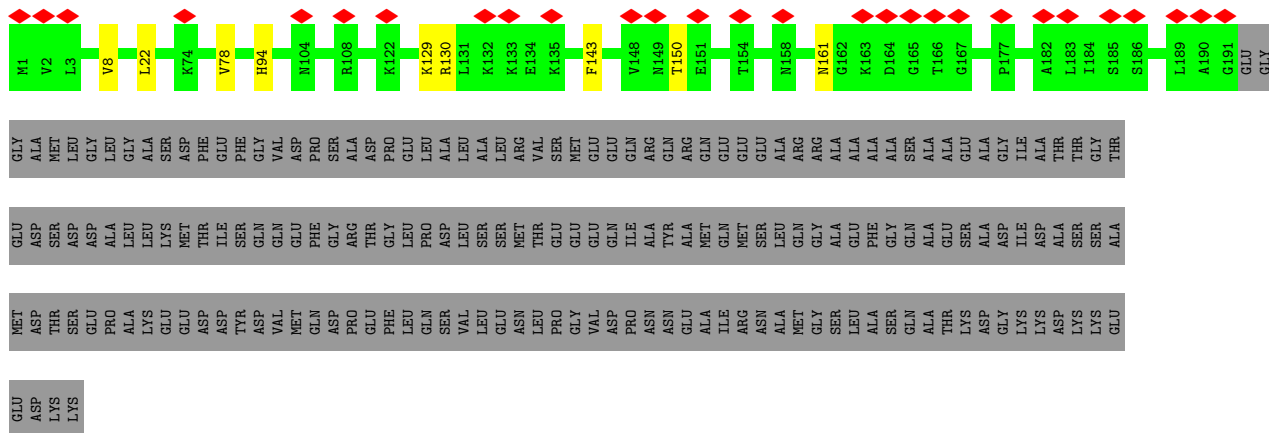 M1 V2 L3 V8 L22 K74 V78 H94 N104 R108 K122 K129 R130 L131 K132 K133 E134 K135 F143 V148 N149 T150 E151 T154 N158 N161 G162 K163 D164 G165 T166 G167 P177 A182 L183 I184 S185 S186 L189 A190 G191 GLU GLY
GLY ALA MET LEU GLY LEU GLY ALA SER ASP PHE GLU PHE GLY VAL ASP PRO SER ALA ASP PRO GLU LEU ALA LEU ALA LEU ARG VAL SER MET GLU GLU GLN ARG GLN ARG GLN GLU GLU GLU ALA ARG ARG ALA ALA ALA ALA SER ALA ALA GLU ALA GLY ILE ALA THR THR GLY THR
GLU ASP SER ASP ASP ALA LEU LEU LYS MET THR ILE SER GLN GLN GLU PHE GLY ARG THR GLY LEU PRO ASP LEU SER SER MET THR GLU GLU GLU GLN ILE ALA TYR ALA MET GLN MET SER LEU GLN GLY ALA GLU PHE GLY GLN ALA GLU SER ALA ASP ILE ASP ALA SER SER ALA
MET ASP THR SER GLU PRO ALA LYS GLU GLU ASP ASP TYR ASP VAL MET GLN ASP PRO GLU PHE LEU GLN SER VAL LEU GLU ASN LEU PRO GLY VAL ASP PRO ASN ASN GLU ALA ILE ARG ASN ALA MET GLY SER LEU ALA SER GLN ALA THR LYS ASP GLY LYS LYS ASP LYS LYS GLU
GLU ASP LYS LYS